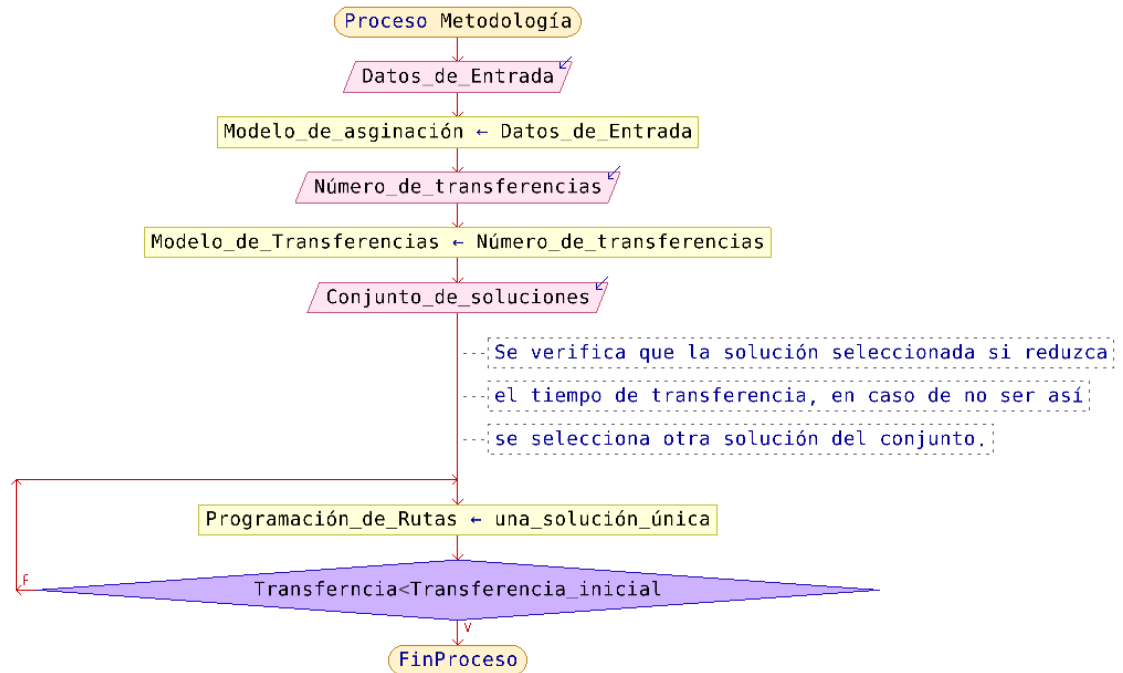 Proceso Metodología
Datos_de_Entrada
Modelo_de_asginación ← Datos_de_Entrada
Número_de_transferencias
Modelo_de_Transferencias ← Número_de_transferencias
Conjunto_de_soluciones
Se verifica que la solución seleccionada si reduzca
el tiempo de transferencia, en caso de no ser así
se selecciona otra solución del conjunto.
Programación_de_Rutas ← una_solución_única
F
Transferncia<Transferencia_inicial
V
FinProceso